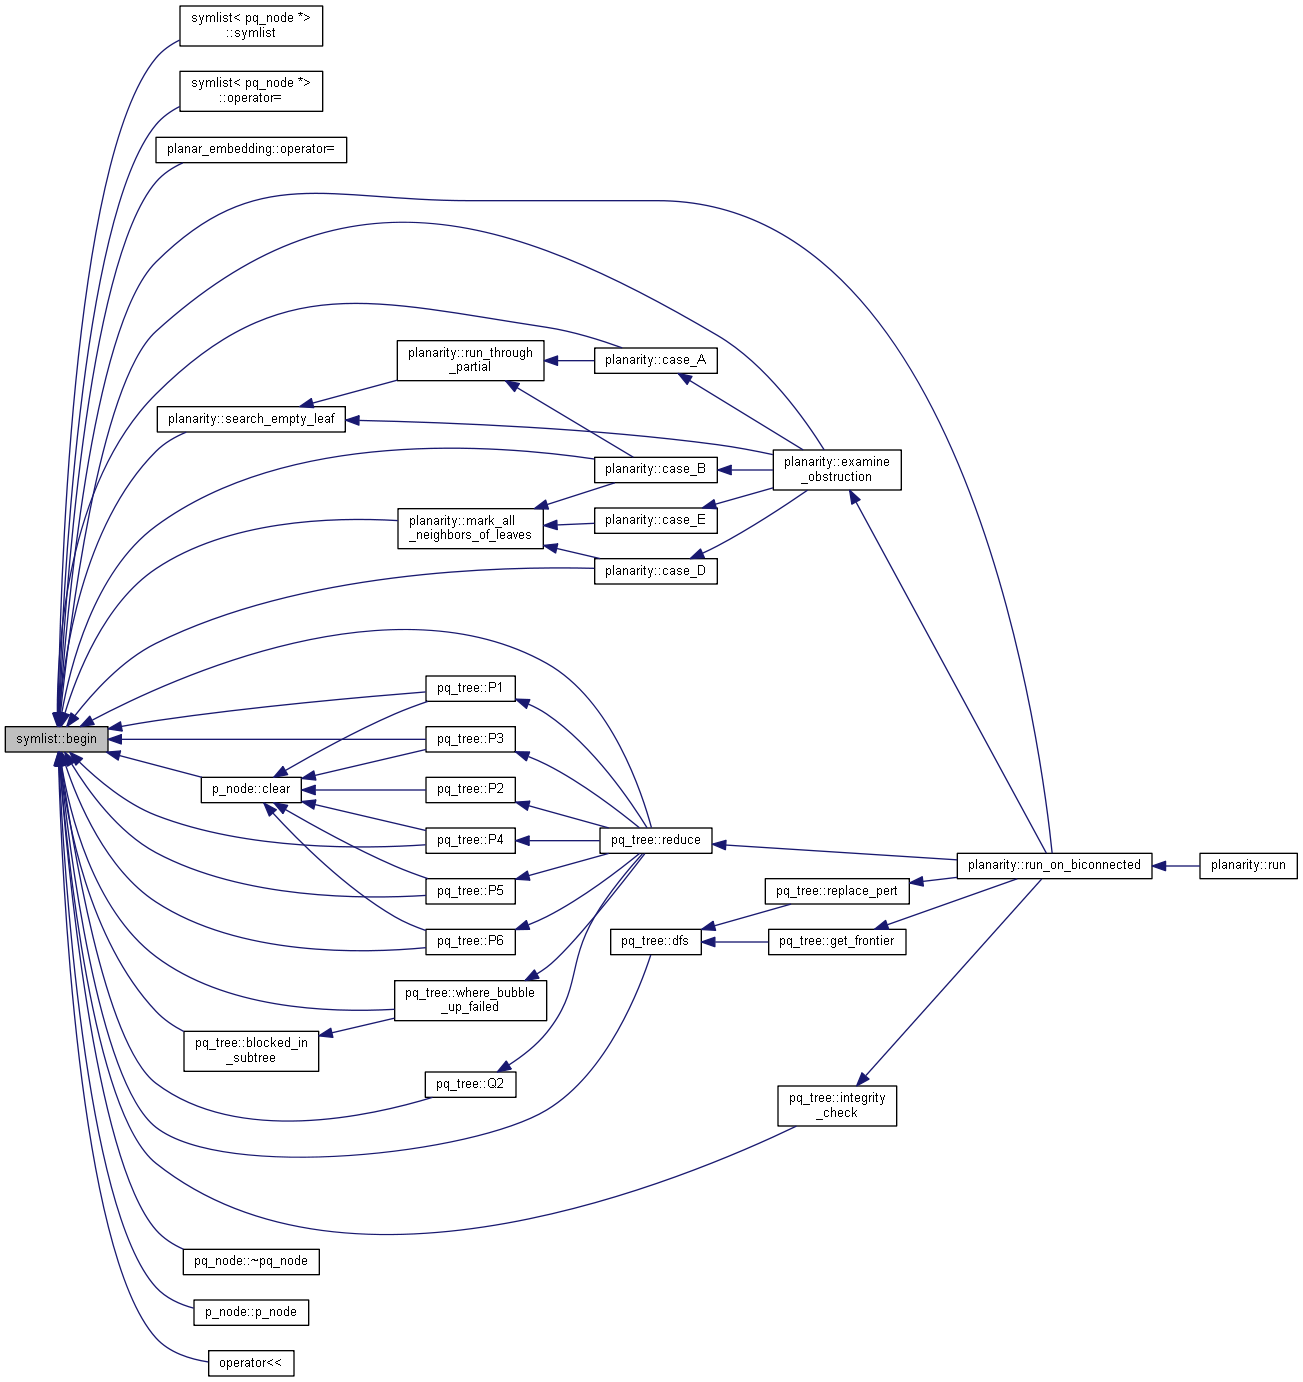 symlist< pq_node *>
::symlist
symlist< pq_node *>
::operator=
planar_embedding::operator=
planarity::run_through
_partial
planarity::case_A
planarity::search_empty_leaf
planarity::case_B
planarity::examine
_obstruction
planarity::mark_all
_neighbors_of_leaves
planarity::case_E
planarity::case_D
pq_tree::P1
symlist::begin
pq_tree::P3
p_node::clear
pq_tree::P2
pq_tree::P4
pq_tree::reduce
planarity::run_on_biconnected
planarity::run
pq_tree::P5
pq_tree::replace_pert
pq_tree::P6
pq_tree::dfs
pq_tree::get_frontier
pq_tree::where_bubble
_up_failed
pq_tree::blocked_in
_subtree
pq_tree::Q2
pq_tree::integrity
_check
pq_node::~pq_node
p_node::p_node
operator<<